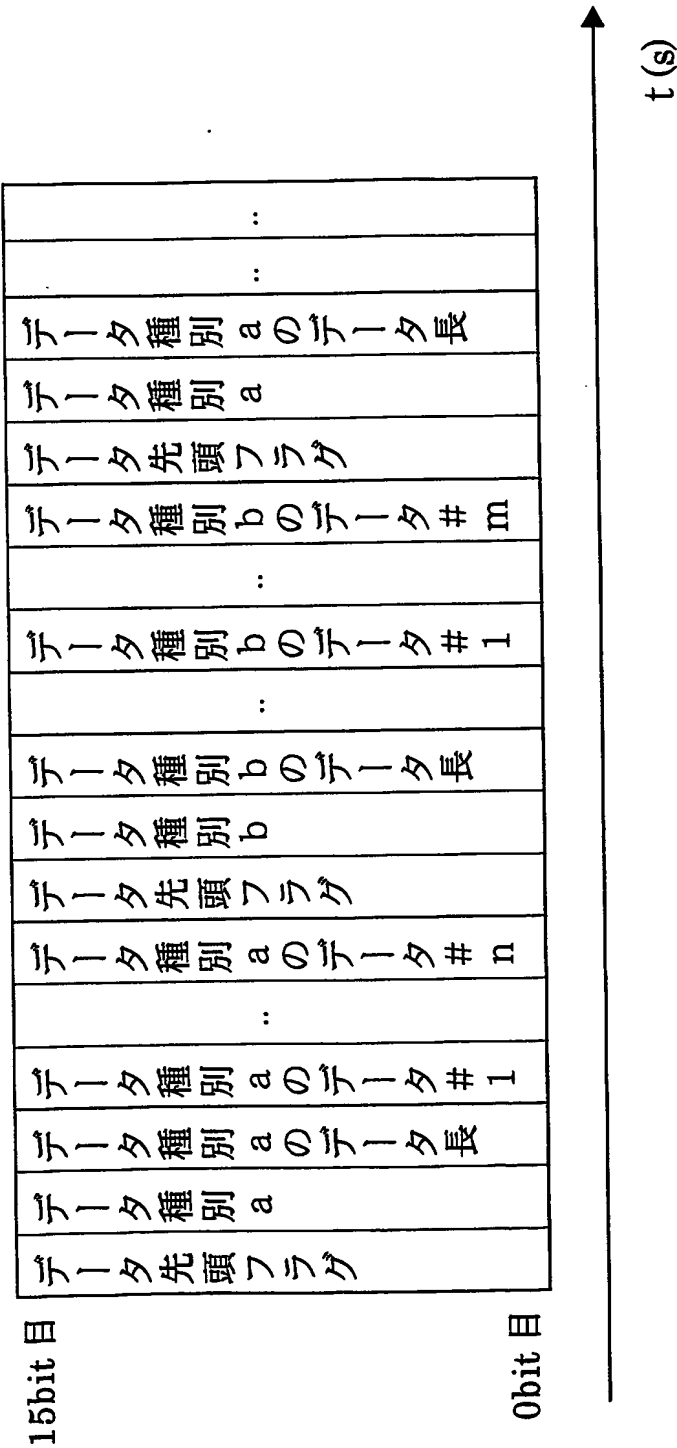 15bit 目
0bit 目
データ先頭フラグ
データ種別 a
データ種別 a のデータ長
データ種別 a のデータ# 1
‥
データ種別 a のデータ# n
データ先頭フラグ
データ種別 b
データ種別 b のデータ長
‥
データ種別 b のデータ# 1
‥
データ種別 b のデータ# m
データ先頭フラグ
データ種別 a
データ種別 a のデータ長
‥
‥
t (s)